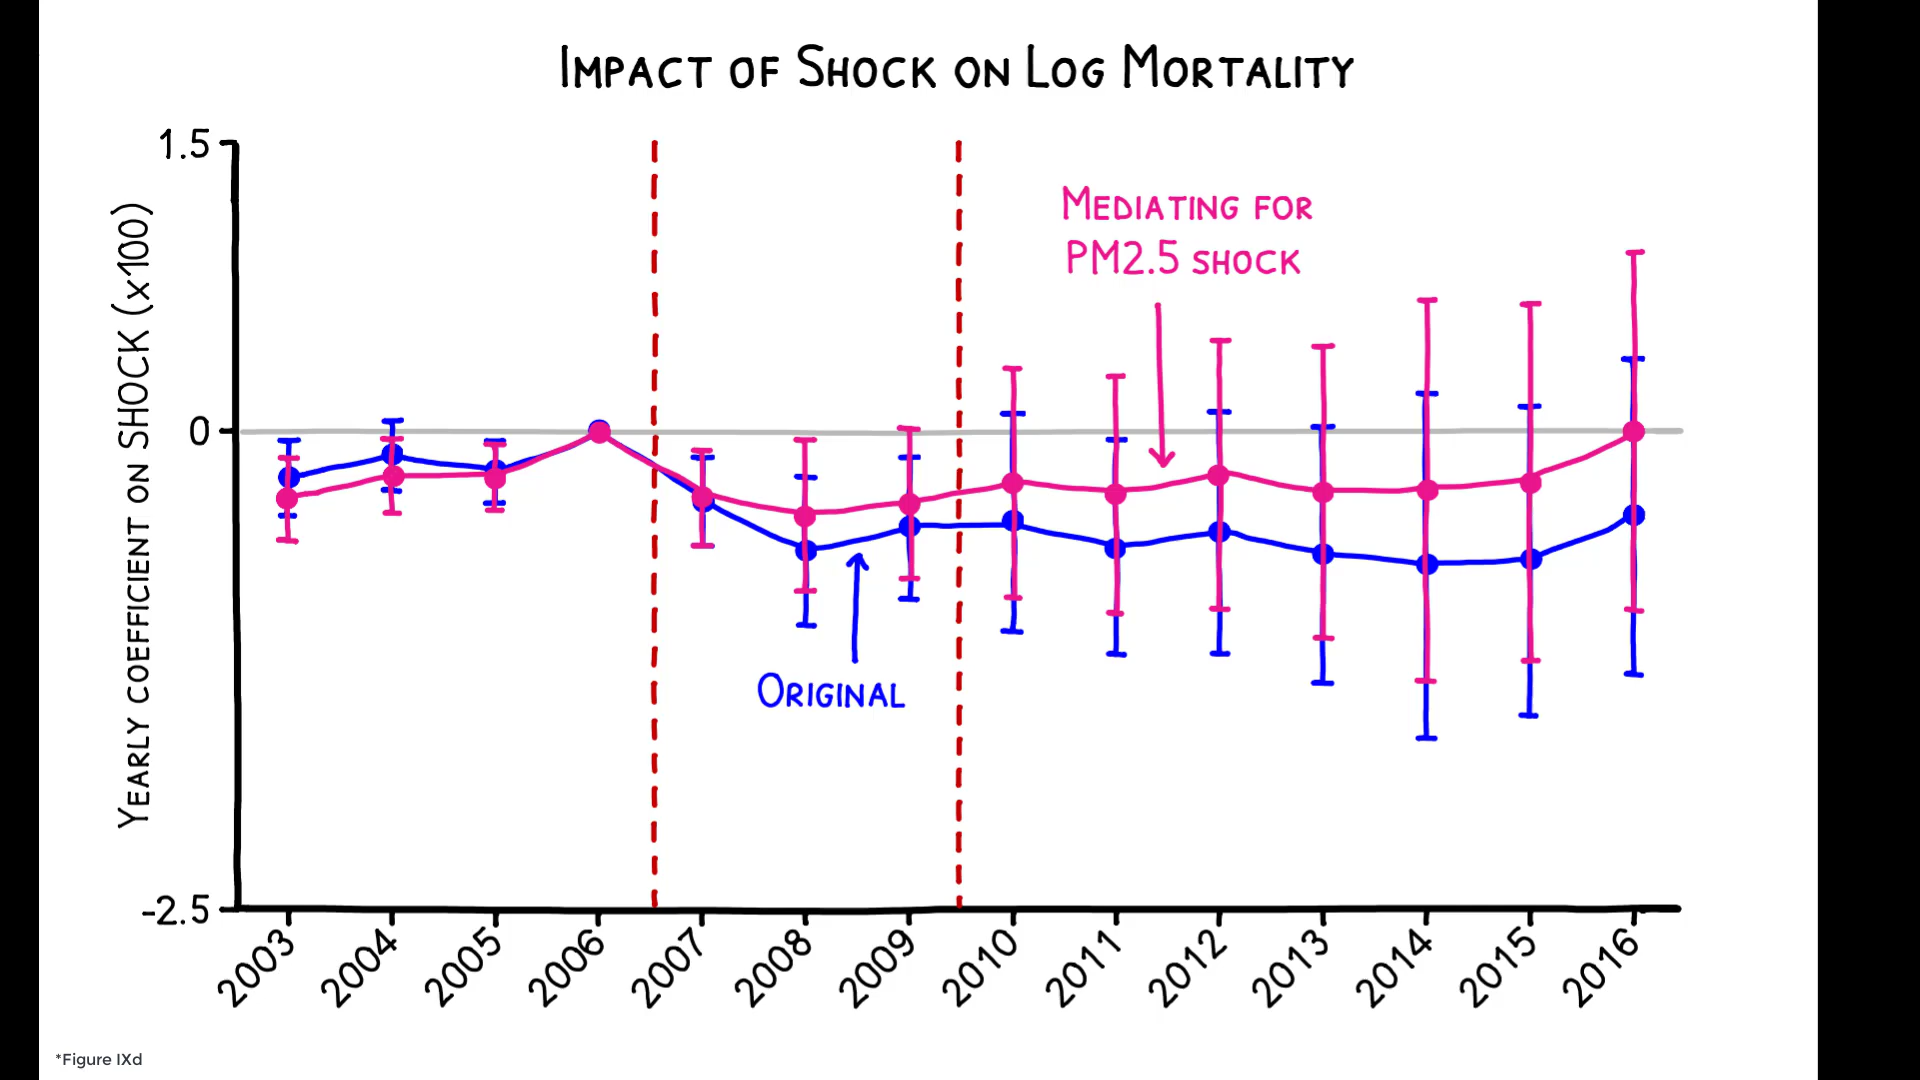 IMPACT OF SHOCK ON LOG MORTALITY
1.5
0
-2.5
YEARLY COEFFICIENT ON SHOCK (x100)
MEDIATING FOR
PM2.5 SHOCK
ORIGINAL
2003
2004
2005
2006
2007
2008
2009
2010
2011
2012
2013
2014
2015
2016
*Figure IXd